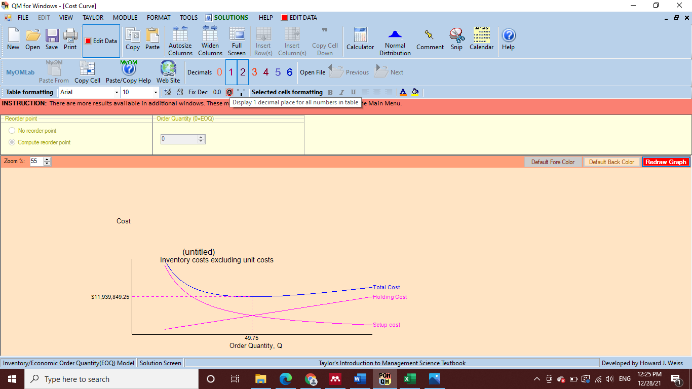 QM for Windows - [Cost Curve]
FILE EDIT VIEW TAYLOR MODULE FORMAT TOOLS SOLUTIONS HELP EDIT DATA
New Open Save Print Edit Data Copy Paste Autosize Columns Widen Columns Full Screen Insert Row(s) Insert Column(s) Copy Cell Down Calculator Normal Distribution Comment Snip Calendar Help
MyOMLab Paste From Copy Cell Paste/Copy Help Web Site Decimals 0 1 2 3 4 5 6 Open File Previous Next
Table formatting Arial 10 Fix Dec 0.0 Selected cells formatting B I U A
Display 1 decimal place for all numbers in table
INSTRUCTION: There are more results available in additional windows. These m e Main Menu
Reorder point Order Quantity (0=EOQ)
No reorder point
Compute reorder point
0
Zoom % 55 Default Fore Color Default Back Color Redraw Graph
Cost
(untitled)
Inventory costs excluding unit costs
Total Cost
$11,939,849.25
Holding Cost
Setup cost
49.75
Order Quantity, Q
Inventory/Economic Order Quantity(EOQ) Model Solution Screen Taylor's Introduction to Management Science Textbook Developed by Howard J. Weiss
Type here to search
ENG
12:25 PM
12/28/21